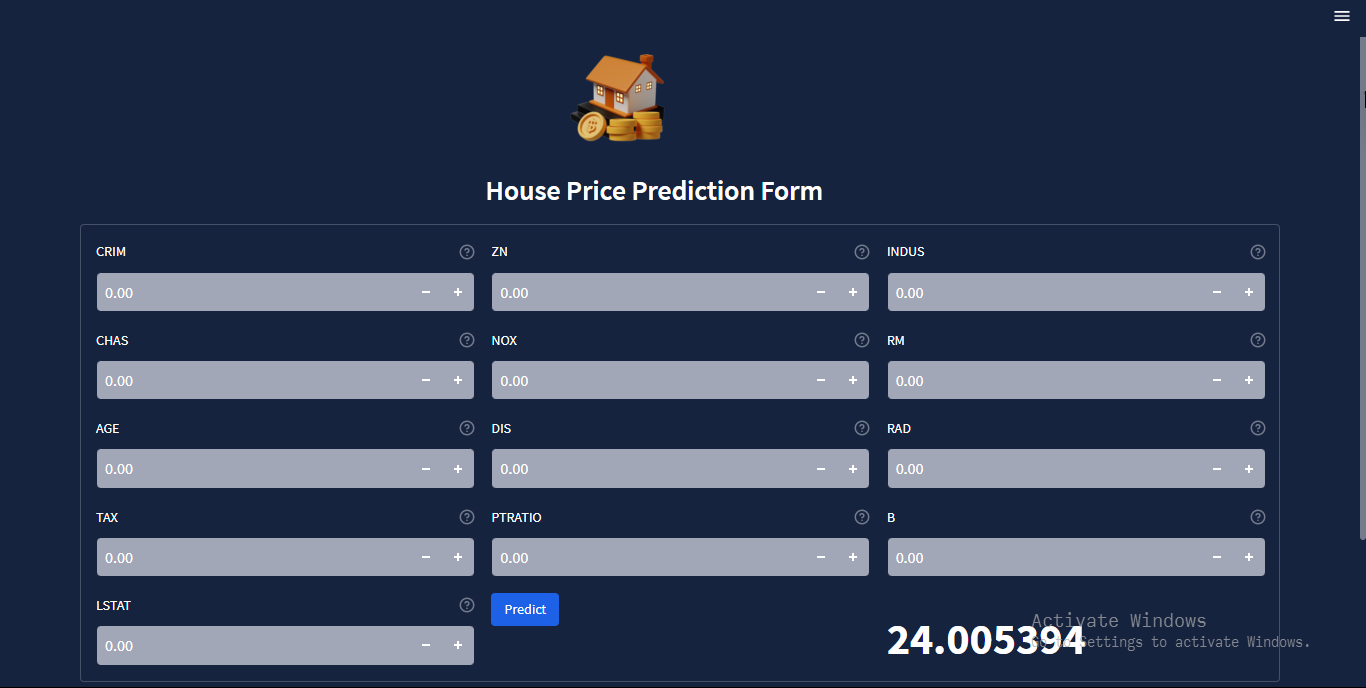 House Price Prediction Form
CRIM ZN INDUS
0.00 0.00 0.00
CHAS NOX RM
0.00 0.00 0.00
AGE DIS RAD
0.00 0.00 0.00
TAX PTRATIO B
0.00 0.00 0.00
LSTAT
0.00
Predict
24.005394
Activate Windows
Go to Settings to activate Windows.